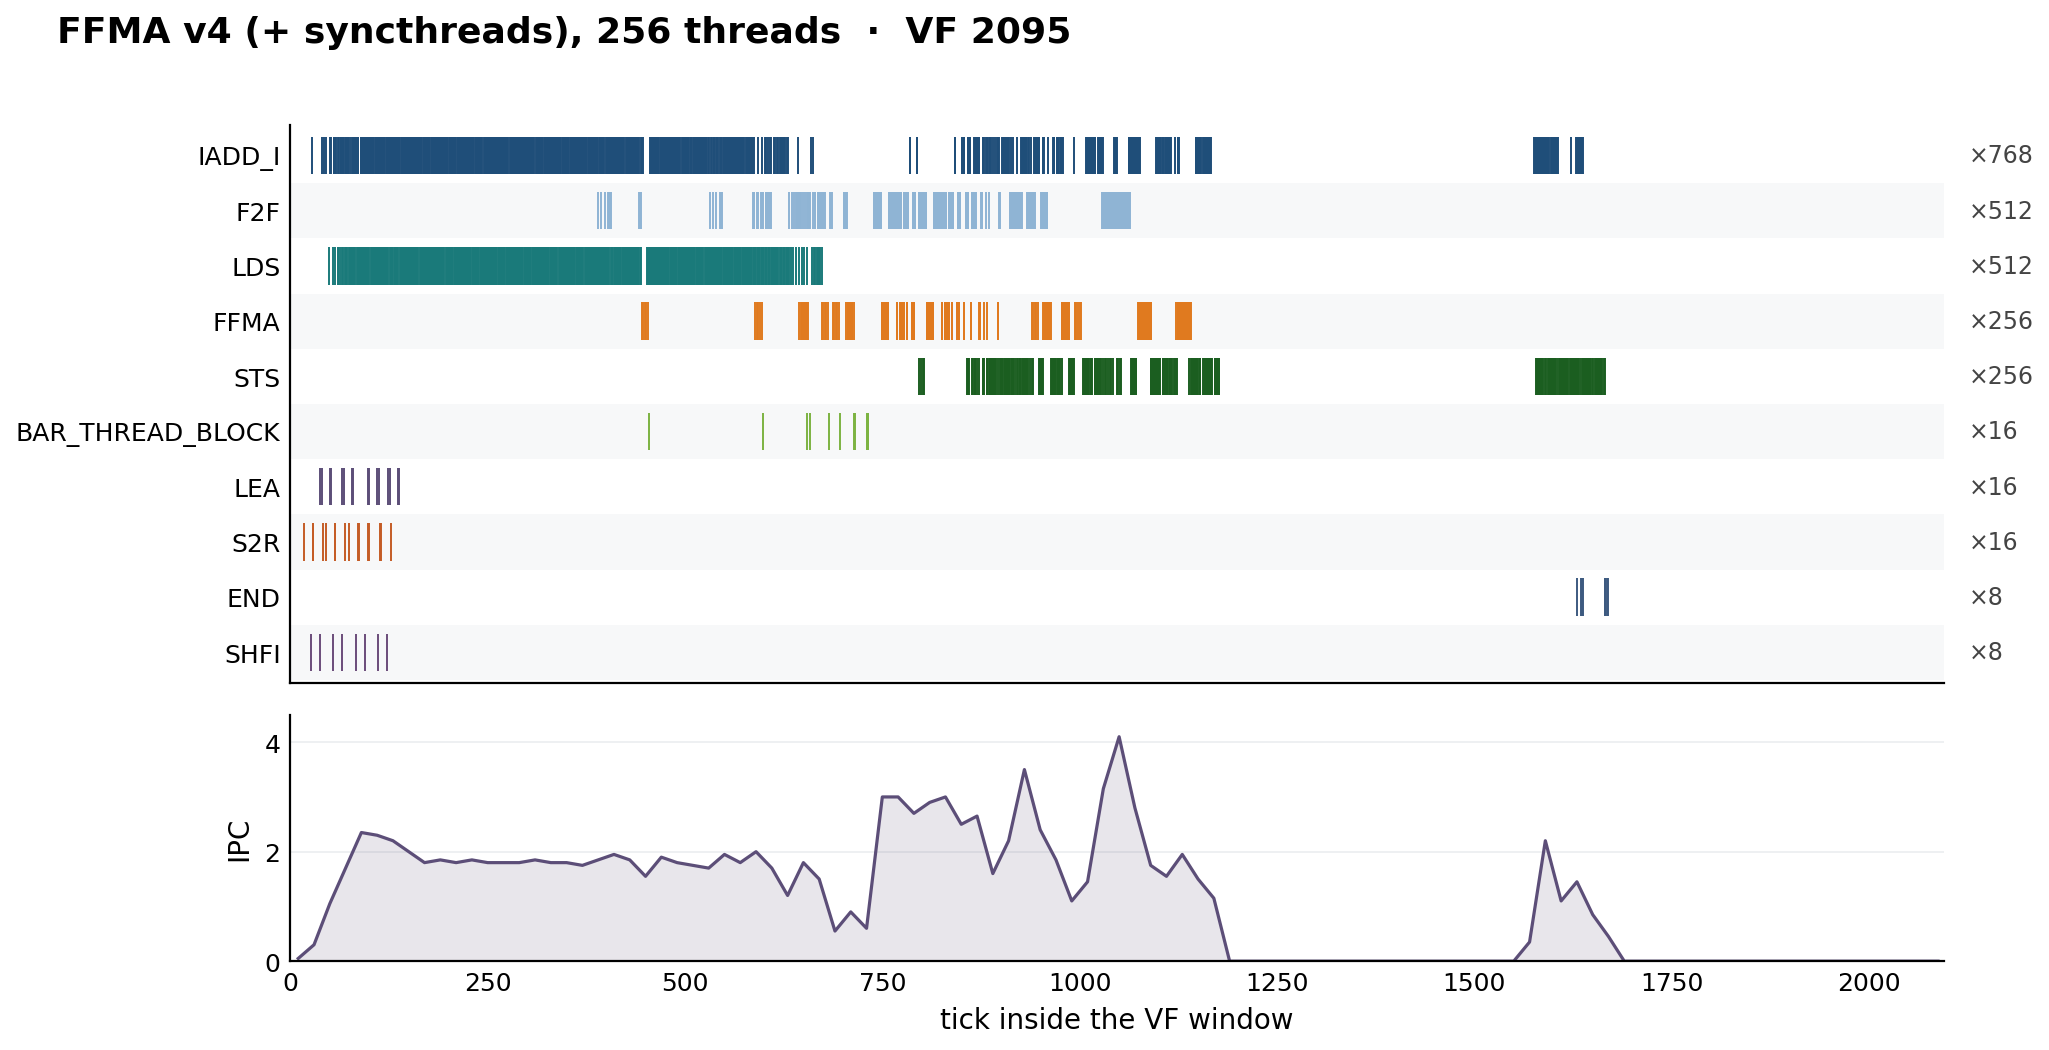 FFMA v4 (+ syncthreads), 256 threads · VF 2095
IADD_I ×768
F2F ×512
LDS ×512
FFMA ×256
STS ×256
BAR_THREAD_BLOCK ×16
LEA ×16
S2R ×16
END ×8
SHFI ×8
4
2
0
IPC
0 250 500 750 1000 1250 1500 1750 2000
tick inside the VF window